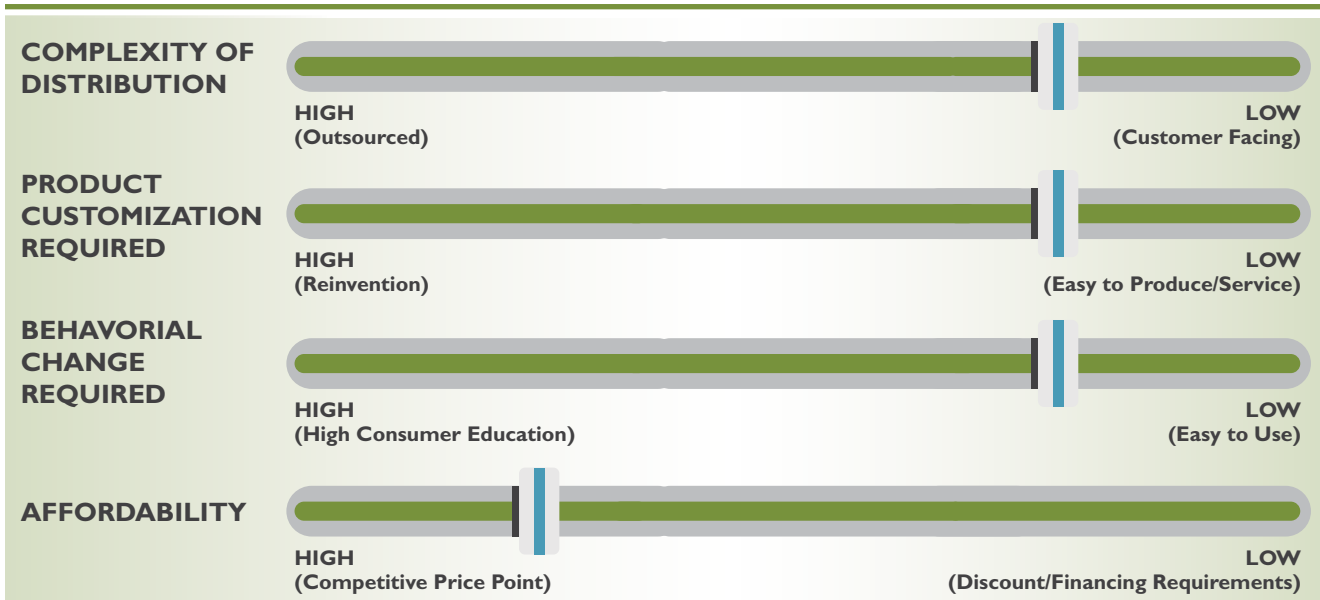 COMPLEXITY OF
DISTRIBUTION
HIGH
(Outsourced)
LOW
(Customer Facing)
PRODUCT
CUSTOMIZATION
REQUIRED
HIGH
(Reinvention)
LOW
(Easy to Produce/Service)
BEHAVORIAL
CHANGE
REQUIRED
HIGH
(High Consumer Education)
LOW
(Easy to Use)
AFFORDABILITY
HIGH
(Competitive Price Point)
LOW
(Discount/Financing Requirements)